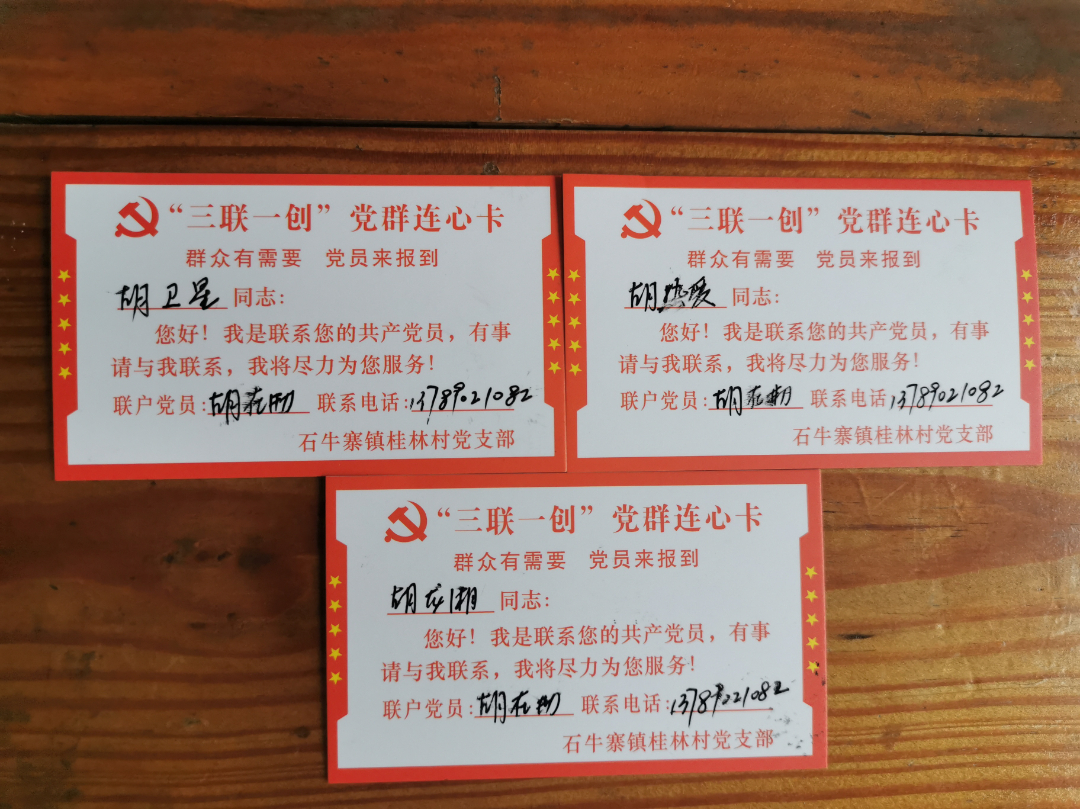 “三联一创”党群连心卡
群众有需要 党员来报到
胡卫星同志:
您好!我是联系您的共产党员,有事
请与我联系,我将尽力为您服务!
联户党员:胡 联系电话:13789021082
石牛寨镇桂林村党支部
“三联一创”党群连心卡
群众有需要 党员来报到
胡热爱同志:
您好!我是联系您的共产党员,有事
请与我联系,我将尽力为您服务!
联户党员:胡 联系电话 13789021082
石牛寨镇桂林村党支部
“三联一创”党群连心卡
群众有需要 党员来报到
胡龙湘同志:
您好!我是联系您的共产党员,有事
请与我联系,我将尽力为您服务!
联户党员:胡 联系电话:13789021082
石牛寨镇桂林村党支部